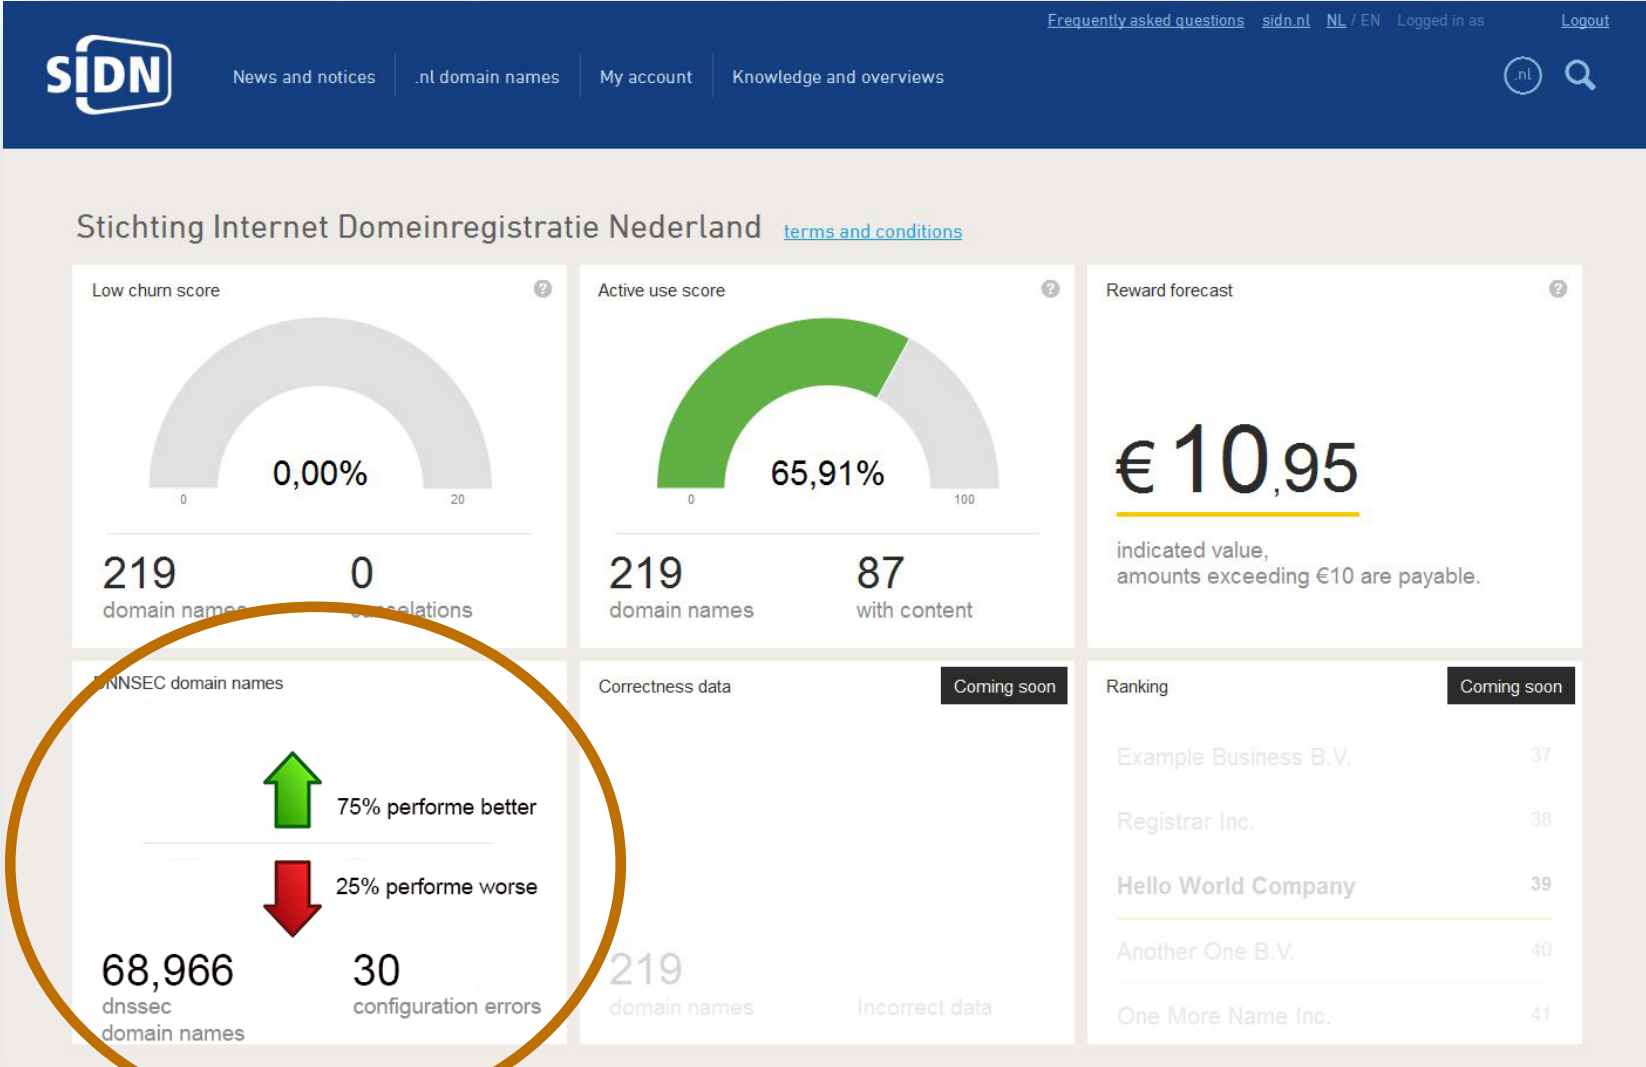 Frequently asked questions sidn.nl NL / EN Logged in as Logout
SIDN
News and notices .nl domain names My account Knowledge and overviews .nl
Stichting Internet Domeinregistratie Nederland terms and conditions
Low churn score ?
0,00%
0 20
219 0
domain names cancelations
Active use score ?
65,91%
0 100
219 87
domain names with content
Reward forecast ?
€ 10,95
indicated value,
amounts exceeding €10 are payable.
DNNSEC domain names
75% performe better
25% performe worse
68,966 30
dnssec configuration errors
domain names
Correctness data Coming soon
219
domain names Incorrect data
Ranking Coming soon
Example Business B.V. 37
Registrar Inc. 38
Hello World Company 39
Another One B.V. 40
One More Name Inc. 41